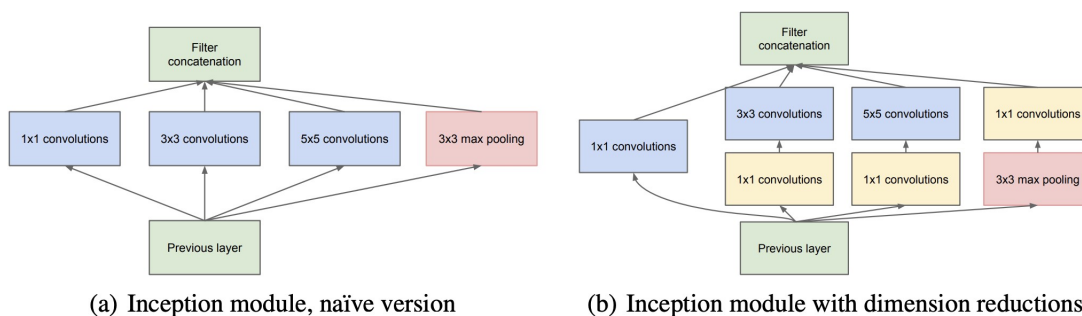 Filter
concatenation
1x1 convolutions
3x3 convolutions
5x5 convolutions
3x3 max pooling
Previous layer
(a) Inception module, naïve version
Filter
concatenation
3x3 convolutions
5x5 convolutions
1x1 convolutions
1x1 convolutions
1x1 convolutions
1x1 convolutions
3x3 max pooling
Previous layer
(b) Inception module with dimension reductions